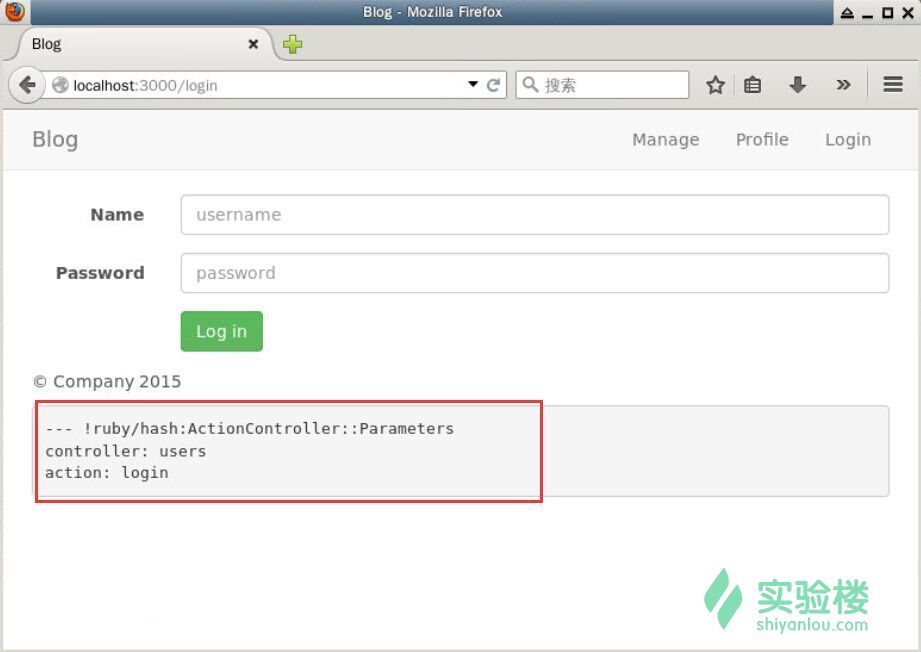 Blog - Mozilla Firefox
Blog
localhost:3000/login
搜索
Blog
Manage Profile Login
Name username
Password password
Log in
© Company 2015
--- !ruby/hash:ActionController::Parameters
controller: users
action: login
实验楼
shiyanlou.com